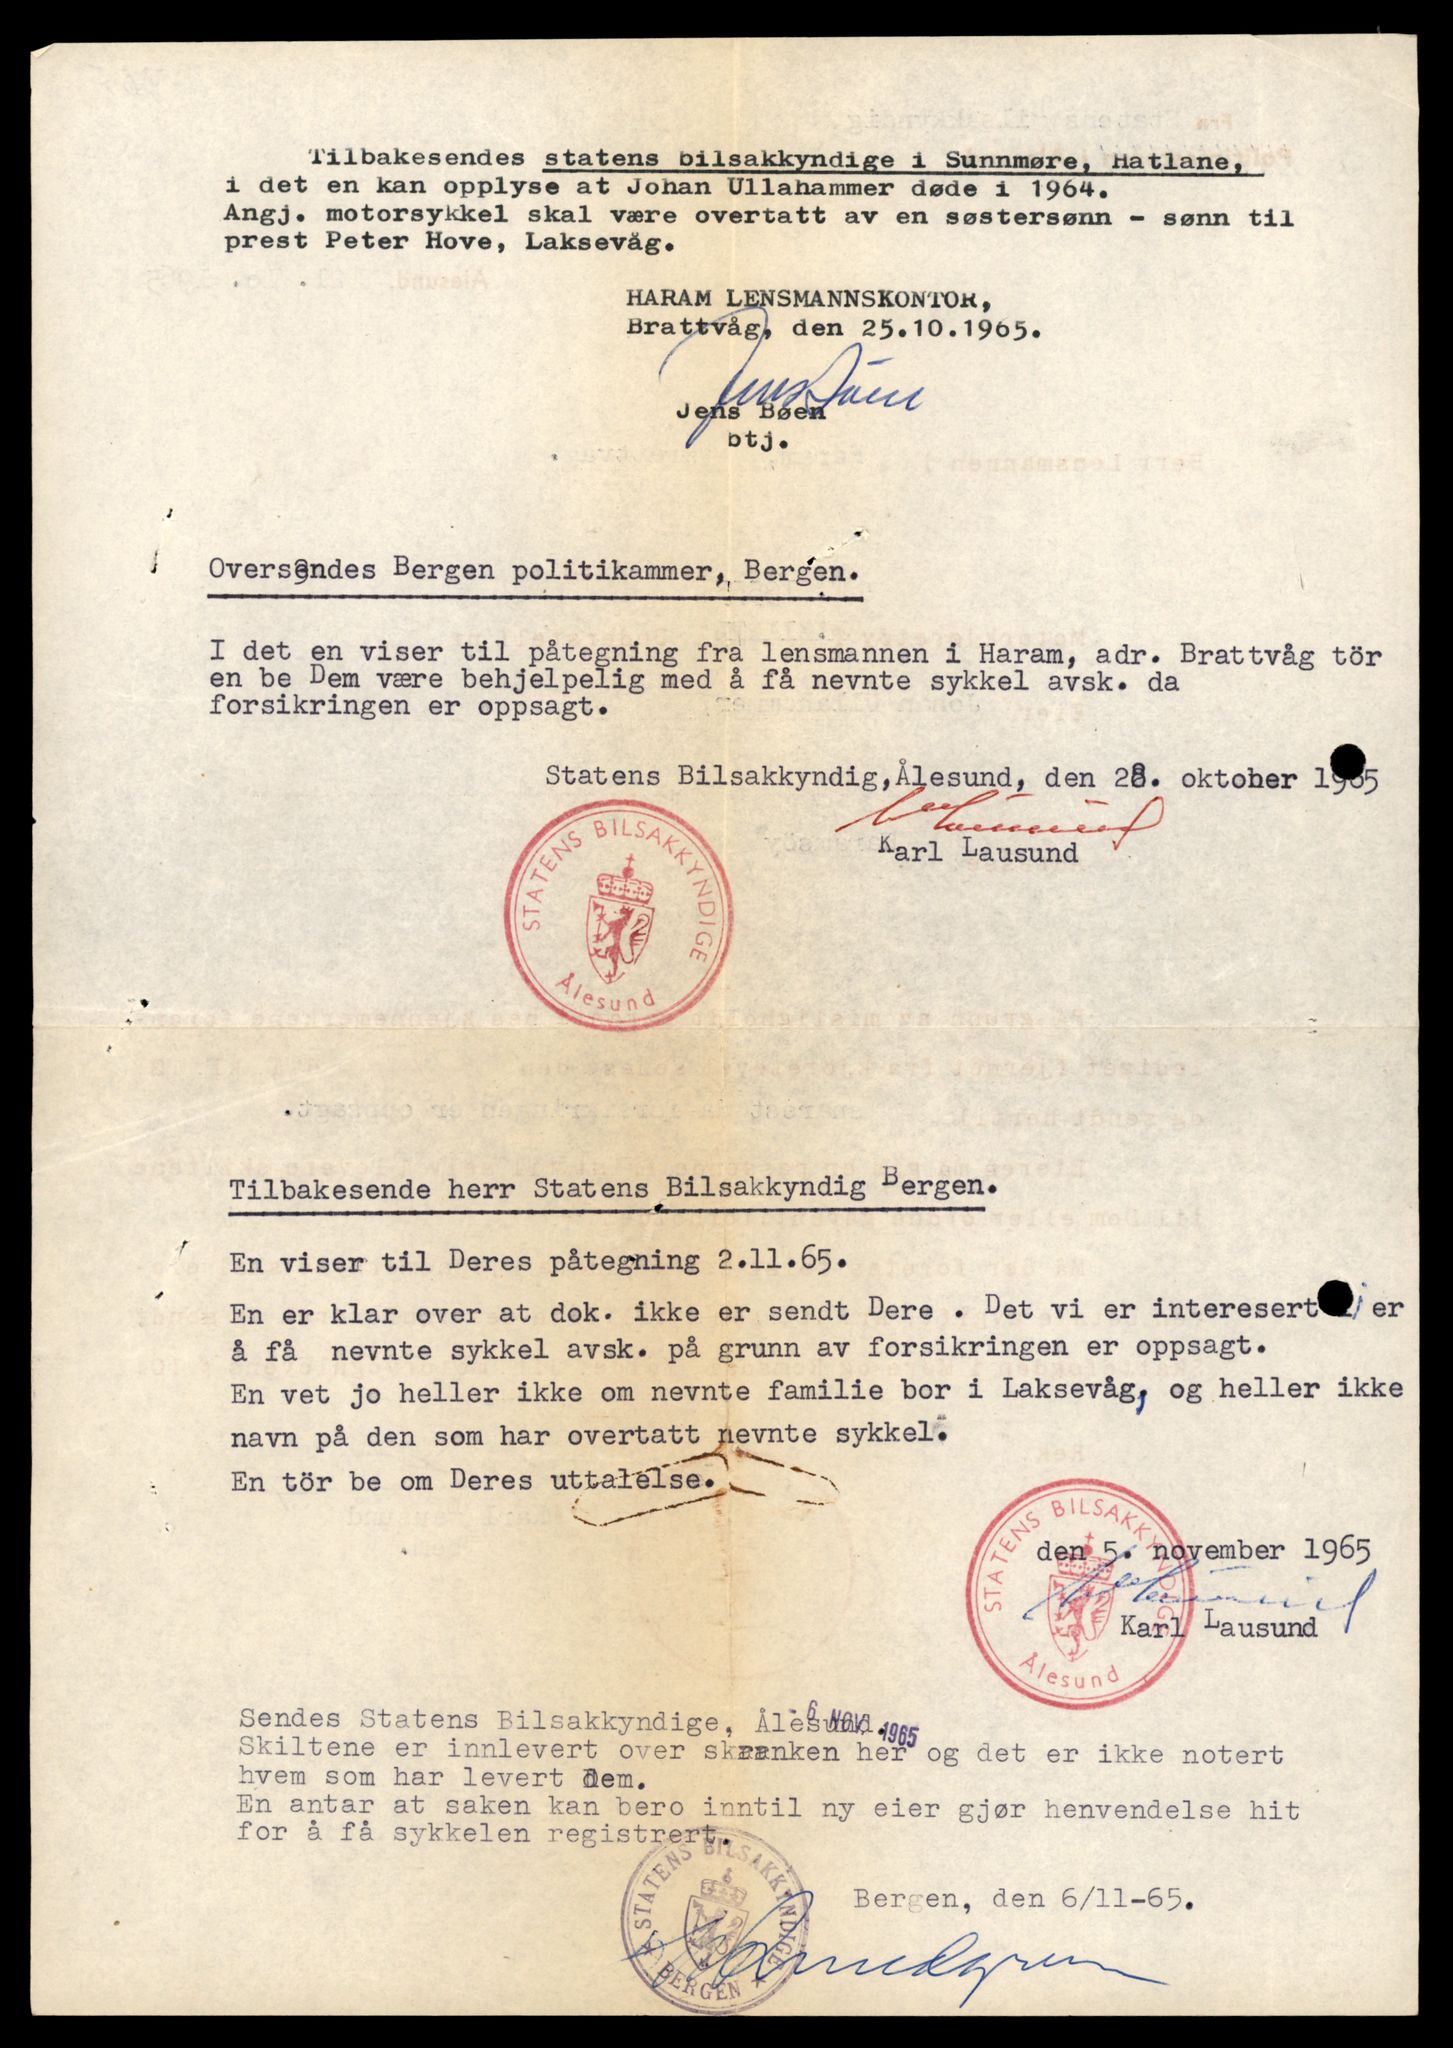 Tilbakesendes statens bilsakkyndige i Sunnmøre, Hatlane,
i det en kan opplyse at Johan Ullahammer døde i 1964.
Angj. motorsykkel skal være overtatt av en søstersønn - sønn til
prest Peter Hove, Laksevåg.
HARAM LENSMANNSKONTOR,
Brattvåg, den 25.10.1965.
Jens Bøen
Jens Bøen
btj.
Oversendes Bergen politikammer, Bergen.
I det en viser til påtegning fra lensmannen i Haram, adr. Brattvåg tör
en be Dem være behjelpelig med å få nevnte sykkel avsk. da
forsikringen er oppsagt.
Statens Bilsakkyndig, Ålesund, den 28. oktober 1965
Karl Lausund
STATENS BILSAKKYNDIGE
Ålesund
Tilbakesende herr Statens Bilsakkyndig Bergen.
En viser til Deres påtegning 2.11.65.
En er klar over at dok. ikke er sendt Dere . Det vi er interesert i er
å få nevnte sykkel avsk. på grunn av forsikringen er oppsagt.
En vet jo heller ikke om nevnte familie bor i Laksevåg, og heller ikke
navn på den som har overtatt nevnte sykkel.
En tör be om Deres uttalelse.
den 5. november 1965
Karl Lausund
STATENS BILSAKKYNDIGE
Ålesund
- 6 NOV. 1965
Sendes Statens Bilsakkyndige, Ålesund.
Skiltene er innlevert over skranken her og det er ikke notert
hvem som har levert dem.
En antar at saken kan bero inntil ny eier gjør henvendelse hit
for å få sykkelen registrert.
STATENS BILSAKKYNDIGE
BERGEN
Bergen, den 6/11-65.